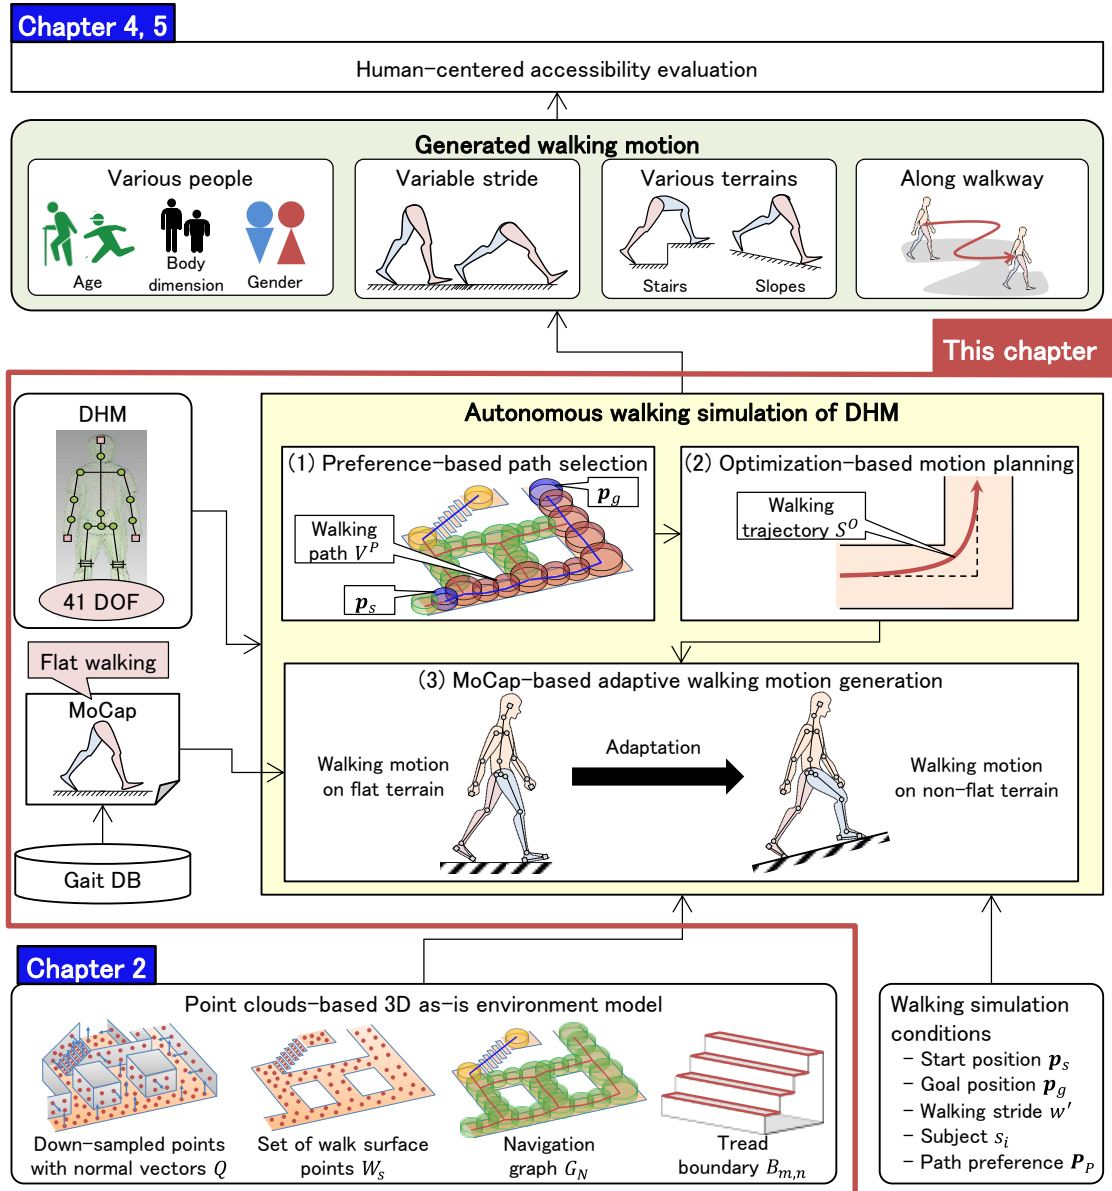 Chapter 4, 5
Human-centered accessibility evaluation
Generated walking motion
Various people
Age
Body
dimension
Gender
Variable stride
Various terrains
Stairs
Slopes
Along walkway
This chapter
DHM
41 DOF
Flat walking
MoCap
Gait DB
Autonomous walking simulation of DHM
(1) Preference-based path selection
Walking
path V^P
p_g
p_s
(2) Optimization-based motion planning
Walking
trajectory S^O
(3) MoCap-based adaptive walking motion generation
Walking motion
on flat terrain
Adaptation
Walking motion
on non-flat terrain
Chapter 2
Point clouds-based 3D as-is environment model
Down-sampled points
with normal vectors Q
Set of walk surface
points W_s
Navigation
graph G_N
Tread
boundary B_{m,n}
Walking simulation
conditions
- Start position p_s
- Goal position p_g
- Walking stride w′
- Subject s_i
- Path preference P_P